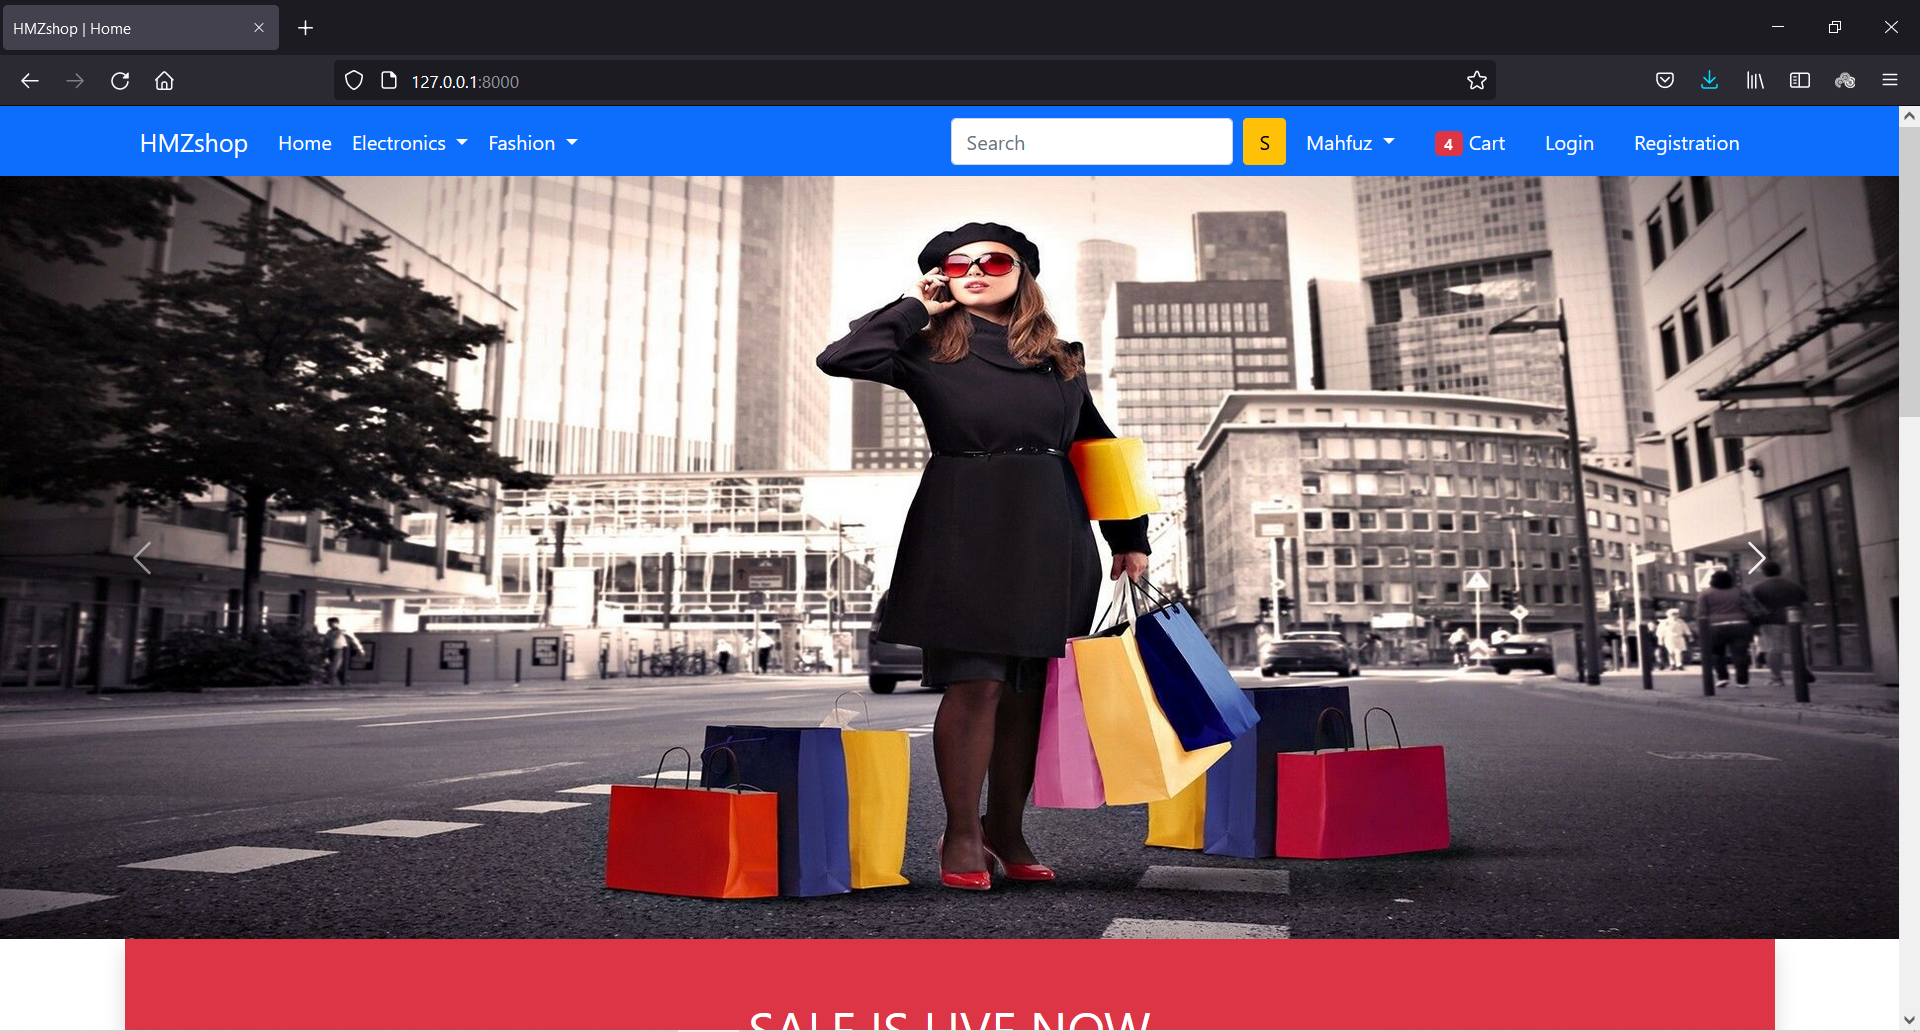 HMZshop | Home
127.0.0.1:8000
HMZshop Home Electronics Fashion Search S Mahfuz 4 Cart Login Registration
SALE IS LIVE NOW